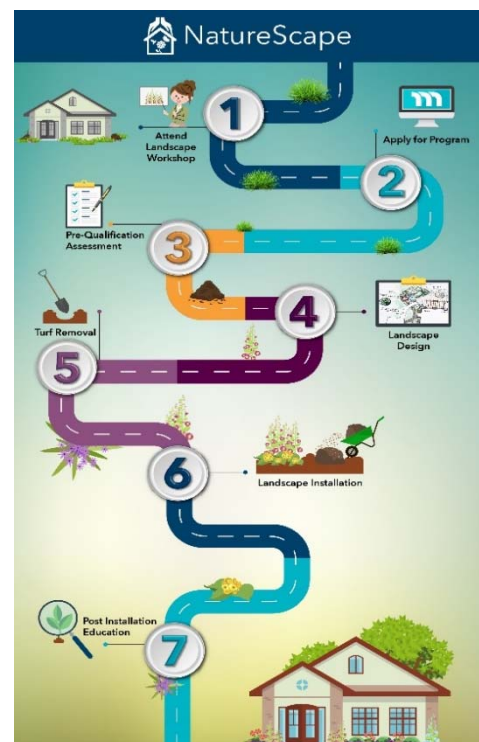 NatureScape
1
Attend
Landscape
Workshop
Apply for Program
2
Pre-Qualification
Assessment
3
4
Landscape
Design
Turf Removal
5
6
Landscape Installation
Post Installation
Education
7